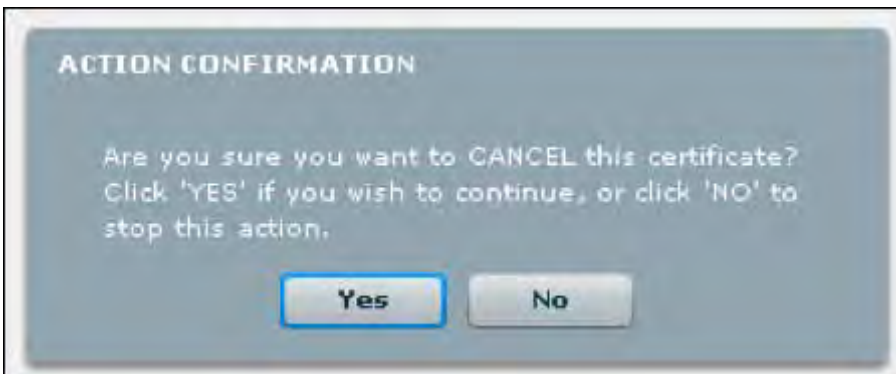 ACTION CONFIRMATION
Are you sure you want to CANCEL this certificate?
Click 'YES' if you wish to continue, or click 'NO' to
stop this action.
Yes No